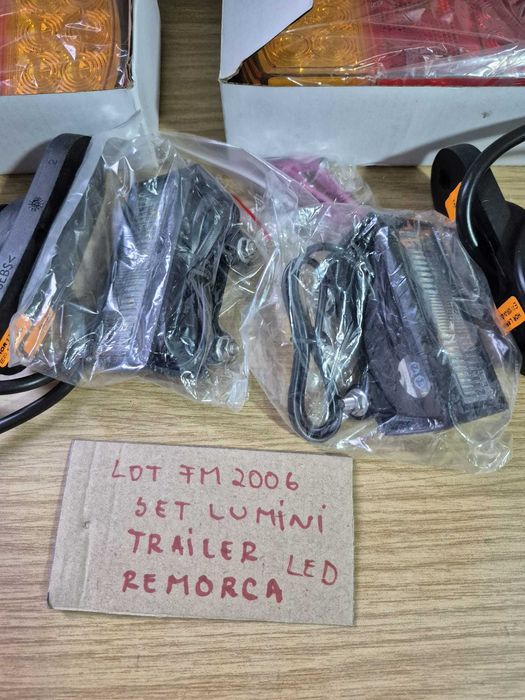 LOT FM 2006
SET LUMINI
TRAILER LED
REMORCA